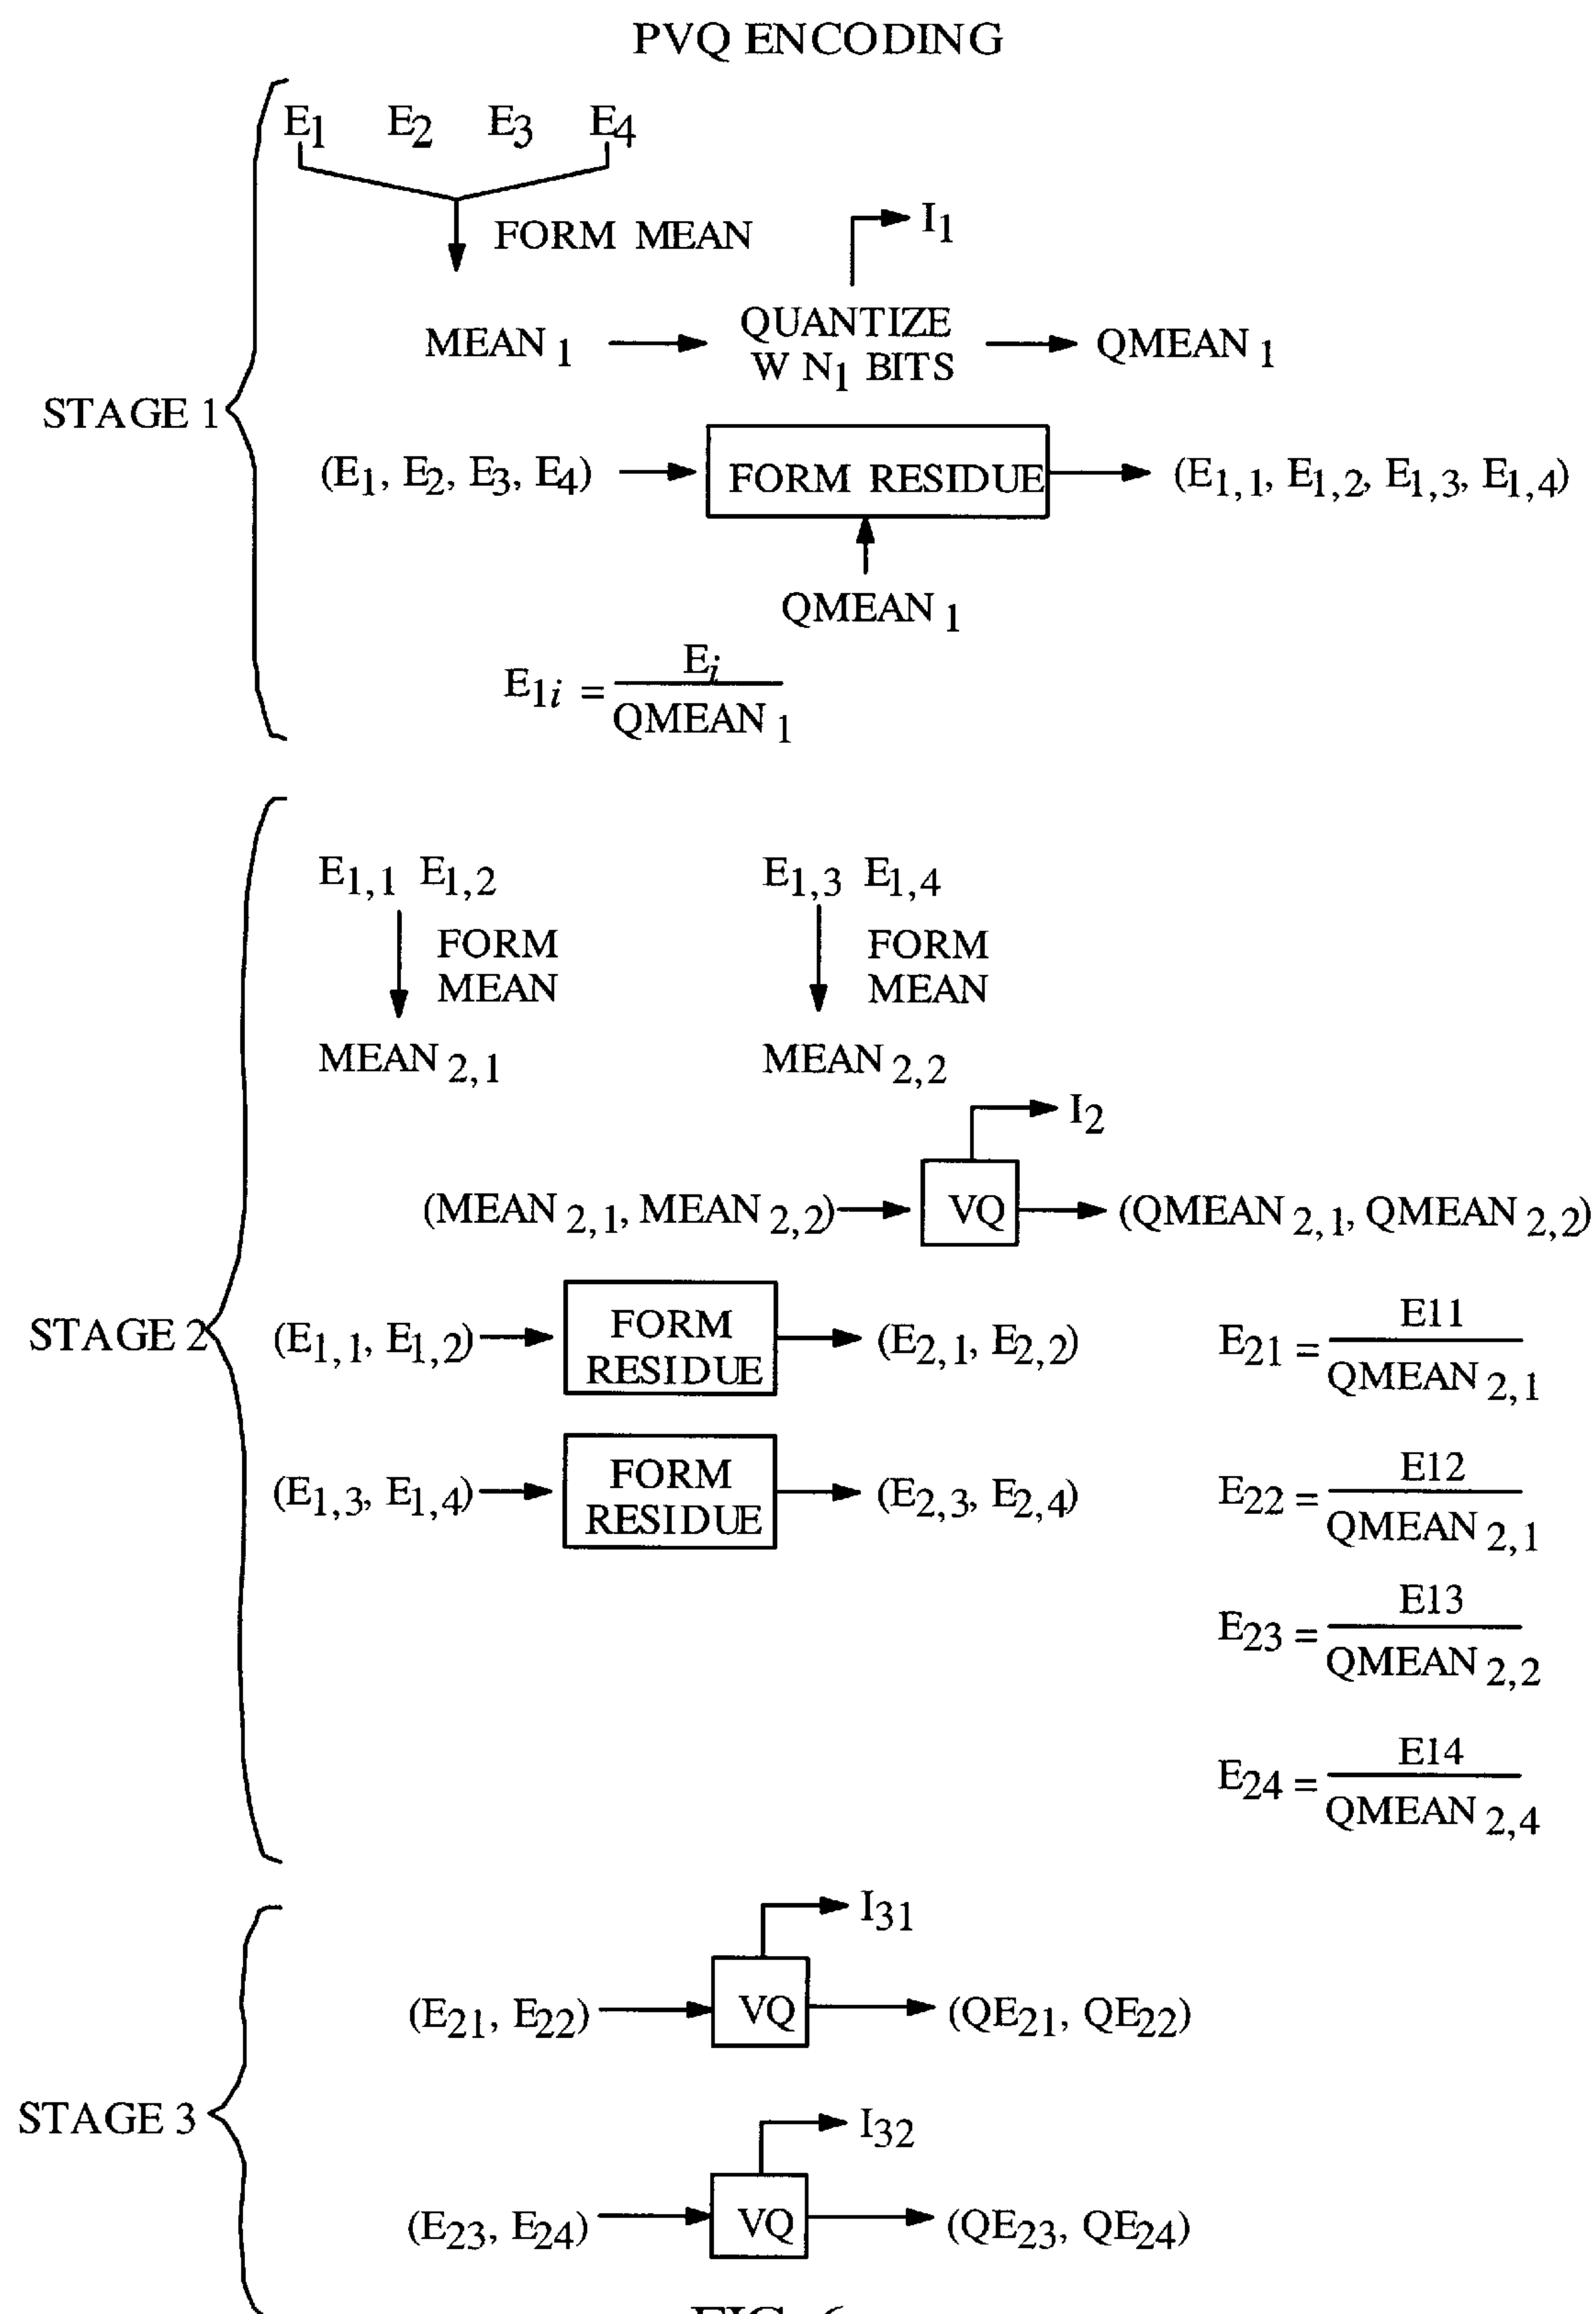 PVQ ENCODING
E1 E2 E3 E4
FORM MEAN
I1
MEAN 1
QUANTIZE
W N1 BITS
QMEAN 1
STAGE 1
(E1, E2, E3, E4)
FORM RESIDUE
(E1,1, E1,2, E1,3, E1,4)
QMEAN 1
E1i = Ei
QMEAN 1
E1,1 E1,2
E1,3 E1,4
FORM
MEAN
FORM
MEAN
MEAN 2,1
MEAN 2,2
I2
(MEAN 2,1, MEAN 2,2)
VQ
(QMEAN 2,1, QMEAN 2,2)
STAGE 2
(E1,1, E1,2)
FORM
RESIDUE
(E2,1, E2,2)
E21 = E11
QMEAN 2,1
(E1,3, E1,4)
FORM
RESIDUE
(E2,3, E2,4)
E22 = E12
QMEAN 2,1
E23 = E13
QMEAN 2,2
E24 = E14
QMEAN 2,4
I31
(E21, E22)
VQ
(QE21, QE22)
STAGE 3
I32
(E23, E24)
VQ
(QE23, QE24)